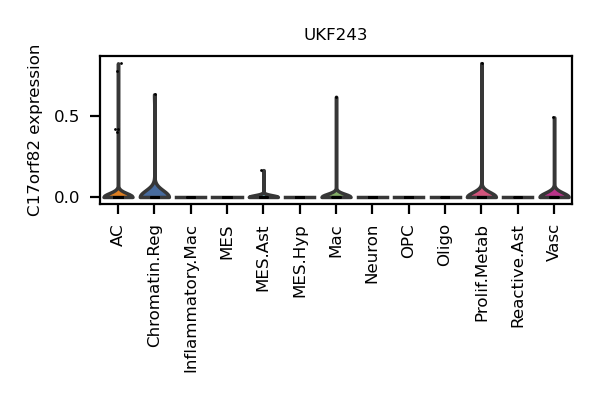 UKF243
C17orf82 expression
0.5
0.0
AC
Chromatin.Reg
Inflammatory.Mac
MES
MES.Ast
MES.Hyp
Mac
Neuron
OPC
Oligo
Prolif.Metab
Reactive.Ast
Vasc